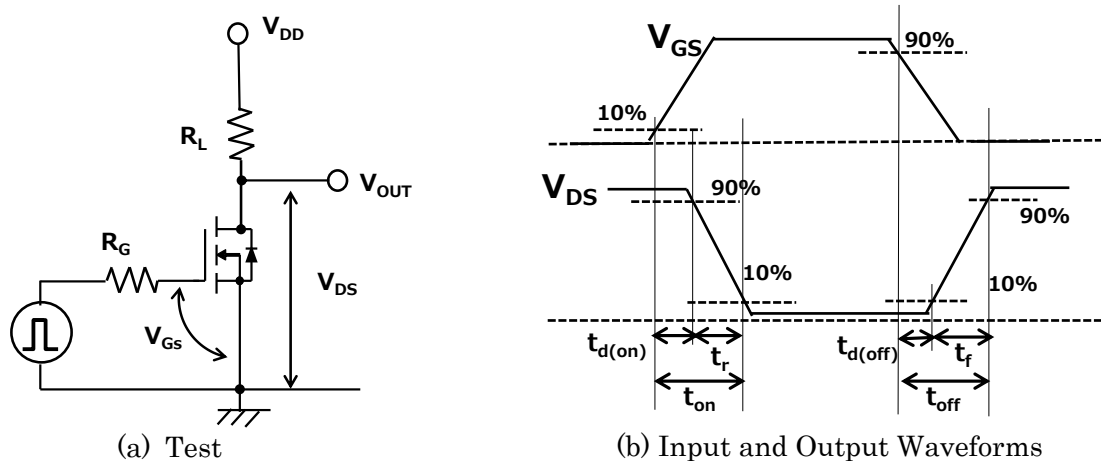 V_DD
R_L
V_OUT
R_G
V_DS
V_Gs
(a) Test
V_GS
90%
10%
V_DS
90%
90%
10%
10%
t_d(on)
t_r
t_d(off)
t_f
t_on
t_off
(b) Input and Output Waveforms